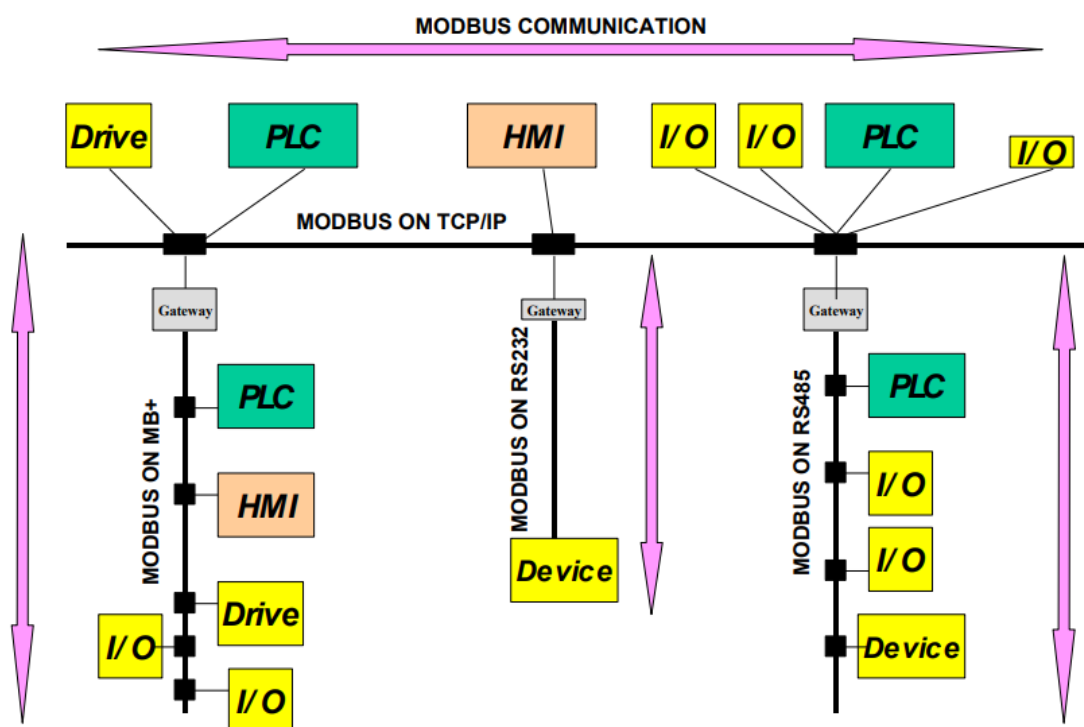 MODBUS COMMUNICATION
Drive
PLC
HMI
I/O
I/O
PLC
I/O
MODBUS ON TCP/IP
Gateway
Gateway
Gateway
MODBUS ON MB+
PLC
HMI
Drive
I/O
I/O
MODBUS ON RS232
Device
MODBUS ON RS485
PLC
I/O
I/O
Device